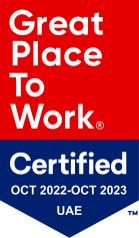 Great
Place
To
Work®
Certified
OCT 2022-OCT 2023
UAE
™